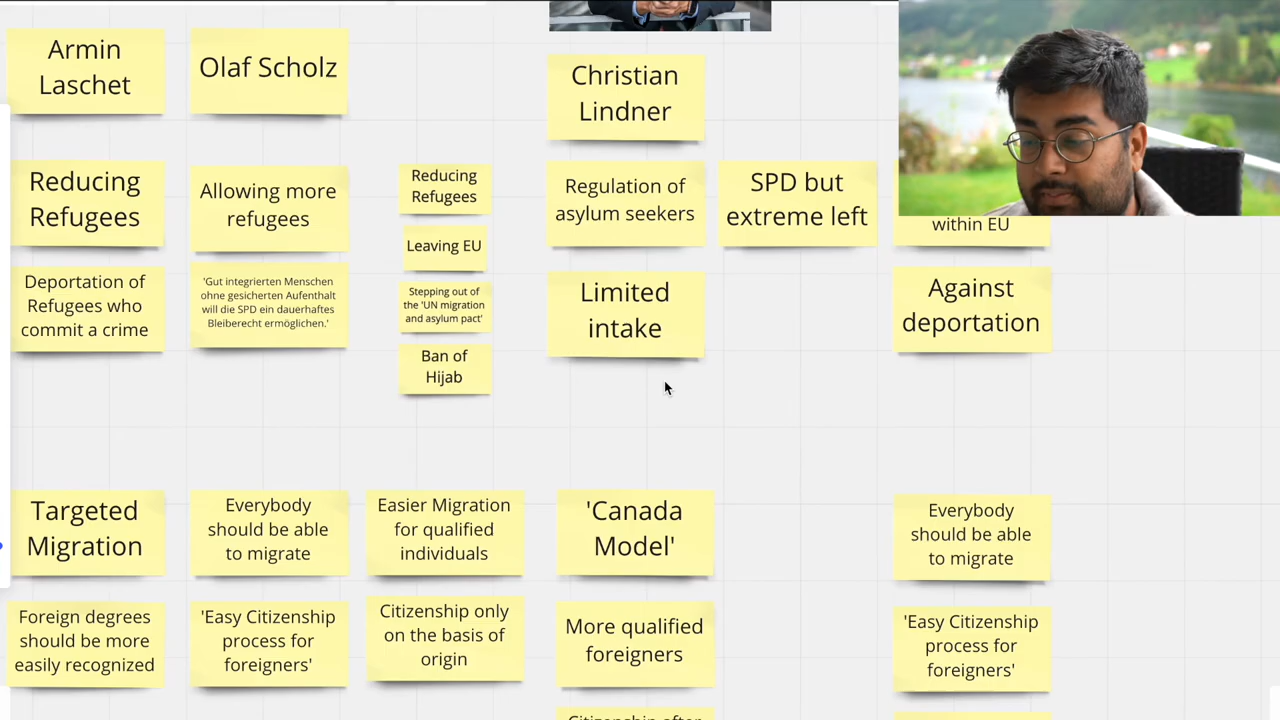 Armin
Laschet
Olaf Scholz
Christian
Lindner
Reducing
Refugees
Allowing more
refugees
Reducing
Refugees
Regulation of
asylum seekers
SPD but
extreme left
within EU
Leaving EU
Deportation of
Refugees who
commit a crime
'Gut integrierten Menschen
ohne gesicherten Aufenthalt
will die SPD ein dauerhaftes
Bleiberecht ermöglichen.'
Stepping out of
the 'UN migration
and asylum pact'
Ban of
Hijab
Limited
intake
Against
deportation
Targeted
Migration
Everybody
should be able
to migrate
Easier Migration
for qualified
individuals
'Canada
Model'
Everybody
should be able
to migrate
Foreign degrees
should be more
easily recognized
'Easy Citizenship
process for
foreigners'
Citizenship only
on the basis of
origin
More qualified
foreigners
'Easy Citizenship
process for
foreigners'
Citizenship after